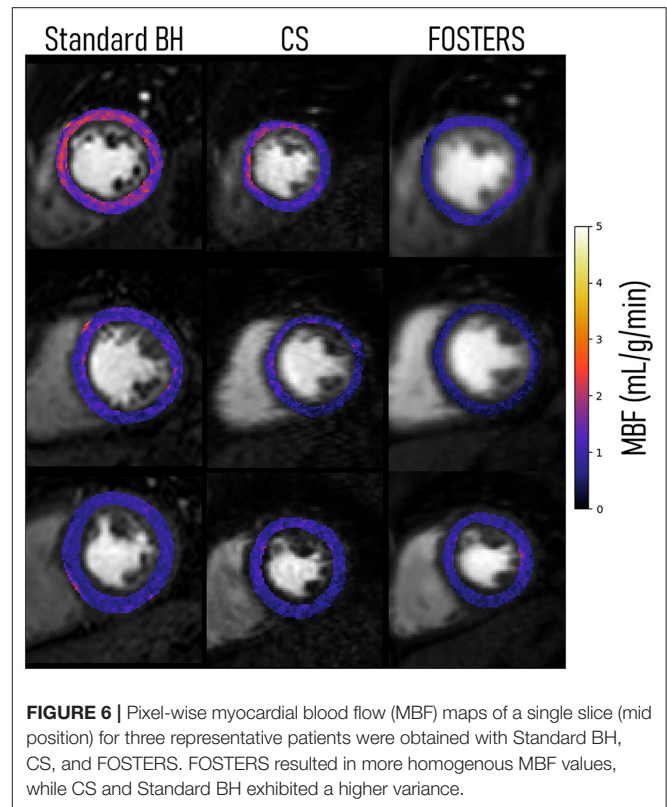 Standard BH CS FOSTERS
5
4
3
2
1
0
MBF (mL/g/min)
FIGURE 6 | Pixel-wise myocardial blood flow (MBF) maps of a single slice (mid
position) for three representative patients were obtained with Standard BH,
CS, and FOSTERS. FOSTERS resulted in more homogenous MBF values,
while CS and Standard BH exhibited a higher variance.